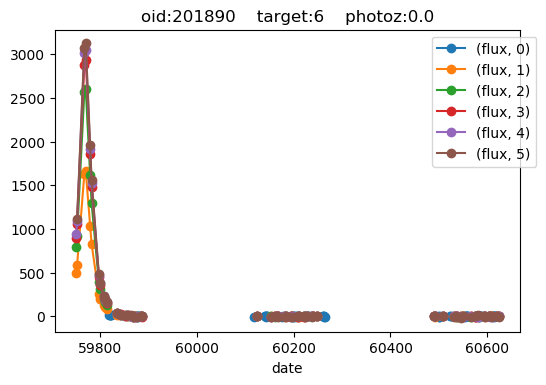 oid:201890    target:6    photoz:0.0
3000
2500
2000
1500
1000
500
0
(flux, 0)
(flux, 1)
(flux, 2)
(flux, 3)
(flux, 4)
(flux, 5)
59800 60000 60200 60400 60600
date